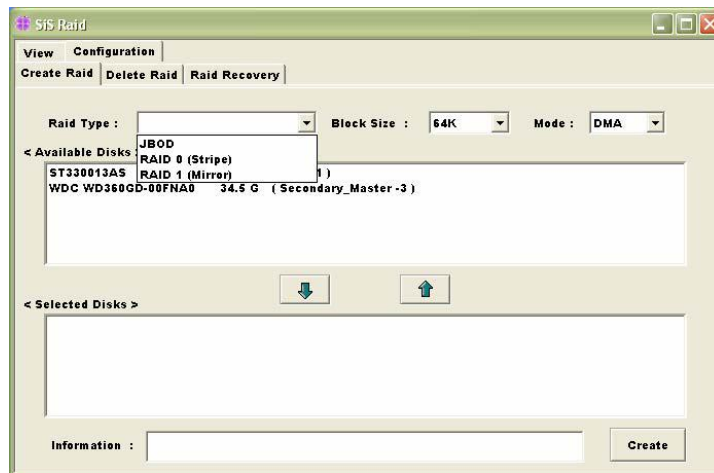 SiS Raid
View Configuration
Create Raid Delete Raid Raid Recovery
Raid Type : Block Size : 64K Mode : DMA
JBOD
< Available Disks
RAID 0 (Stripe)
ST330013AS RAID 1 (Mirror) 1 )
WDC WD360GD-00FNA0 34.5 G ( Secondary_Master -3 )
< Selected Disks >
Information :
Create